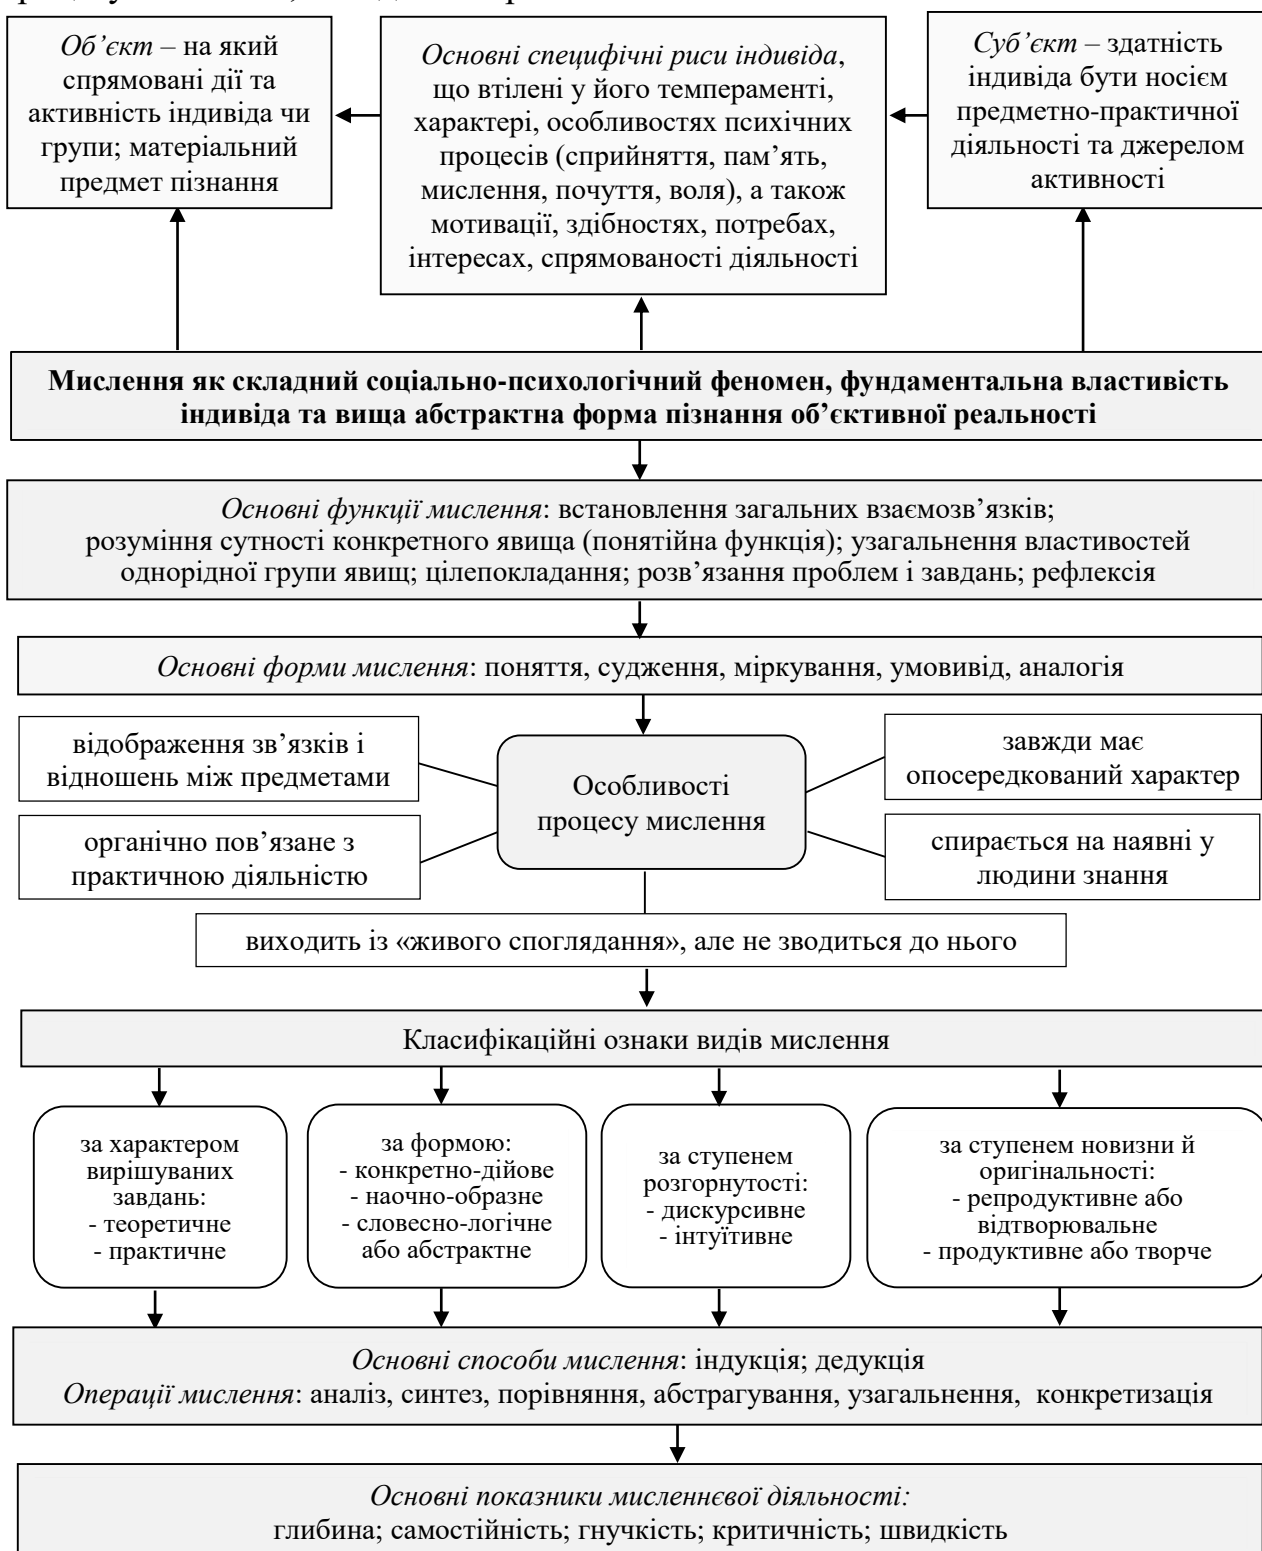 Об’єкт – на який
спрямовані дії та
активність індивіда чи
групи; матеріальний
предмет пізнання
Основні специфічні риси індивіда,
що втілені у його темпераменті,
характері, особливостях психічних
процесів (сприйняття, пам’ять,
мислення, почуття, воля), а також
мотивації, здібностях, потребах,
інтересах, спрямованості діяльності
Суб’єкт – здатність
індивіда бути носієм
предметно-практичної
діяльності та джерелом
активності
Мислення як складний соціально-психологічний феномен, фундаментальна властивість
індивіда та вища абстрактна форма пізнання об’єктивної реальності
Основні функції мислення: встановлення загальних взаємозв’язків;
розуміння сутності конкретного явища (понятійна функція); узагальнення властивостей
однорідної групи явищ; цілепокладання; розв’язання проблем і завдань; рефлексія
Основні форми мислення: поняття, судження, міркування, умовивід, аналогія
відображення зв’язків і
відношень між предметами
органічно пов’язане з
практичною діяльністю
Особливості
процесу мислення
завжди має
опосередкований характер
спирається на наявні у
людини знання
виходить із «живого споглядання», але не зводиться до нього
Класифікаційні ознаки видів мислення
за характером
вирішуваних
завдань:
- теоретичне
- практичне
за формою:
- конкретно-дійове
- наочно-образне
- словесно-логічне
або абстрактне
за ступенем
розгорнутості:
- дискурсивне
- інтуїтивне
за ступенем новизни й
оригінальності:
- репродуктивне або
відтворювальне
- продуктивне або творче
Основні способи мислення: індукція; дедукція
Операції мислення: аналіз, синтез, порівняння, абстрагування, узагальнення, конкретизація
Основні показники мисленнєвої діяльності:
глибина; самостійність; гнучкість; критичність; швидкість